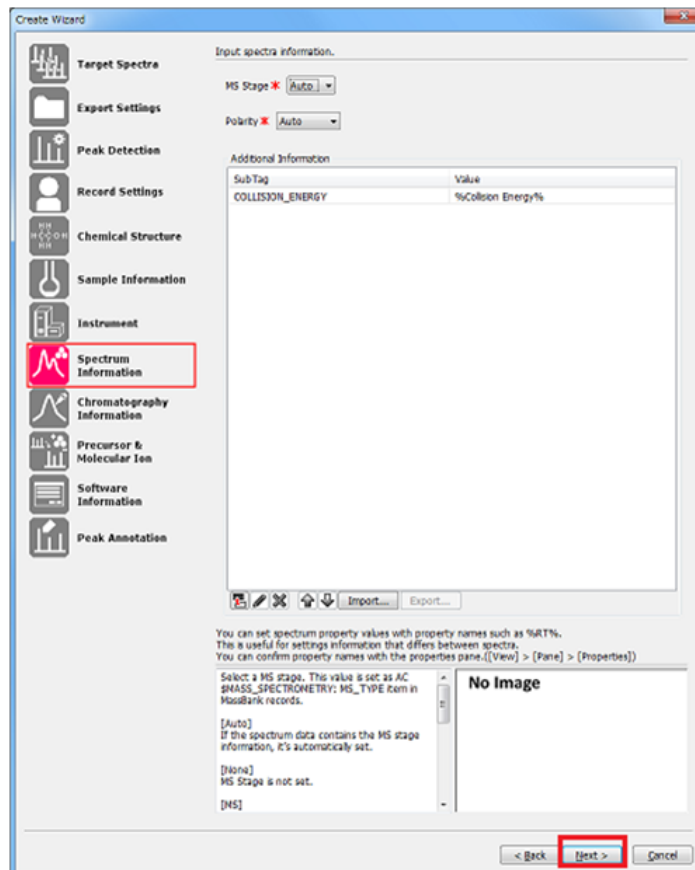 Create Wizard
Target Spectra
Export Settings
Peak Detection
Record Settings
Chemical Structure
Sample Information
Instrument
Spectrum
Information
Chromatography
Information
Precursor &
Molecular Ion
Software
Information
Peak Annotation
Input spectra information.
MS Stage * Auto
Polarity * Auto
Additional Information
SubTag Value
COLLISION_ENERGY %Collision Energy%
Import... Export...
You can set spectrum property values with property names such as %RT%.
This is useful for settings information that differs between spectra.
You can confirm property names with the properties pane.([View] > [Pane] > [Properties])
Select a MS stage. This value is set as AC
$MASS_SPECTROMETRY: MS_TYPE item in
MassBank records.
[Auto]
If the spectrum data contains the MS stage
information, it's automatically set.
[None]
MS Stage is not set.
[MS]
No Image
< Back Next > Cancel